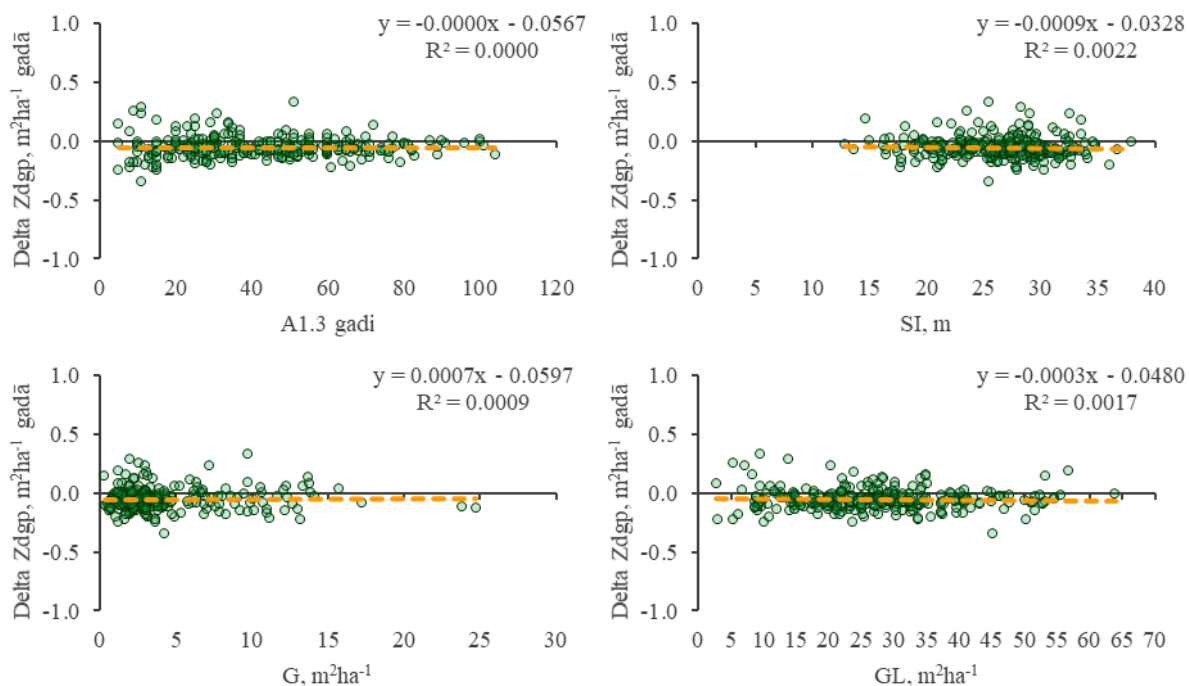 y = -0.0000x - 0.0567
R² = 0.0000
1.0
0.5
0.0
-0.5
-1.0
Delta Zdgp, m²ha⁻¹ gadā
0 20 40 60 80 100 120
A1.3 gadi
y = -0.0009x - 0.0328
R² = 0.0022
1.0
0.5
0.0
-0.5
-1.0
Delta Zdgp, m²ha⁻¹ gadā
0 5 10 15 20 25 30 35 40
SI, m
y = 0.0007x - 0.0597
R² = 0.0009
1.0
0.5
0.0
-0.5
-1.0
Delta Zdgp, m²ha⁻¹ gadā
0 5 10 15 20 25 30
G, m²ha⁻¹
y = -0.0003x - 0.0480
R² = 0.0017
1.0
0.5
0.0
-0.5
-1.0
Delta Zdgp, m²ha⁻¹ gadā
0 5 10 15 20 25 30 35 40 45 50 55 60 65 70
GL, m²ha⁻¹